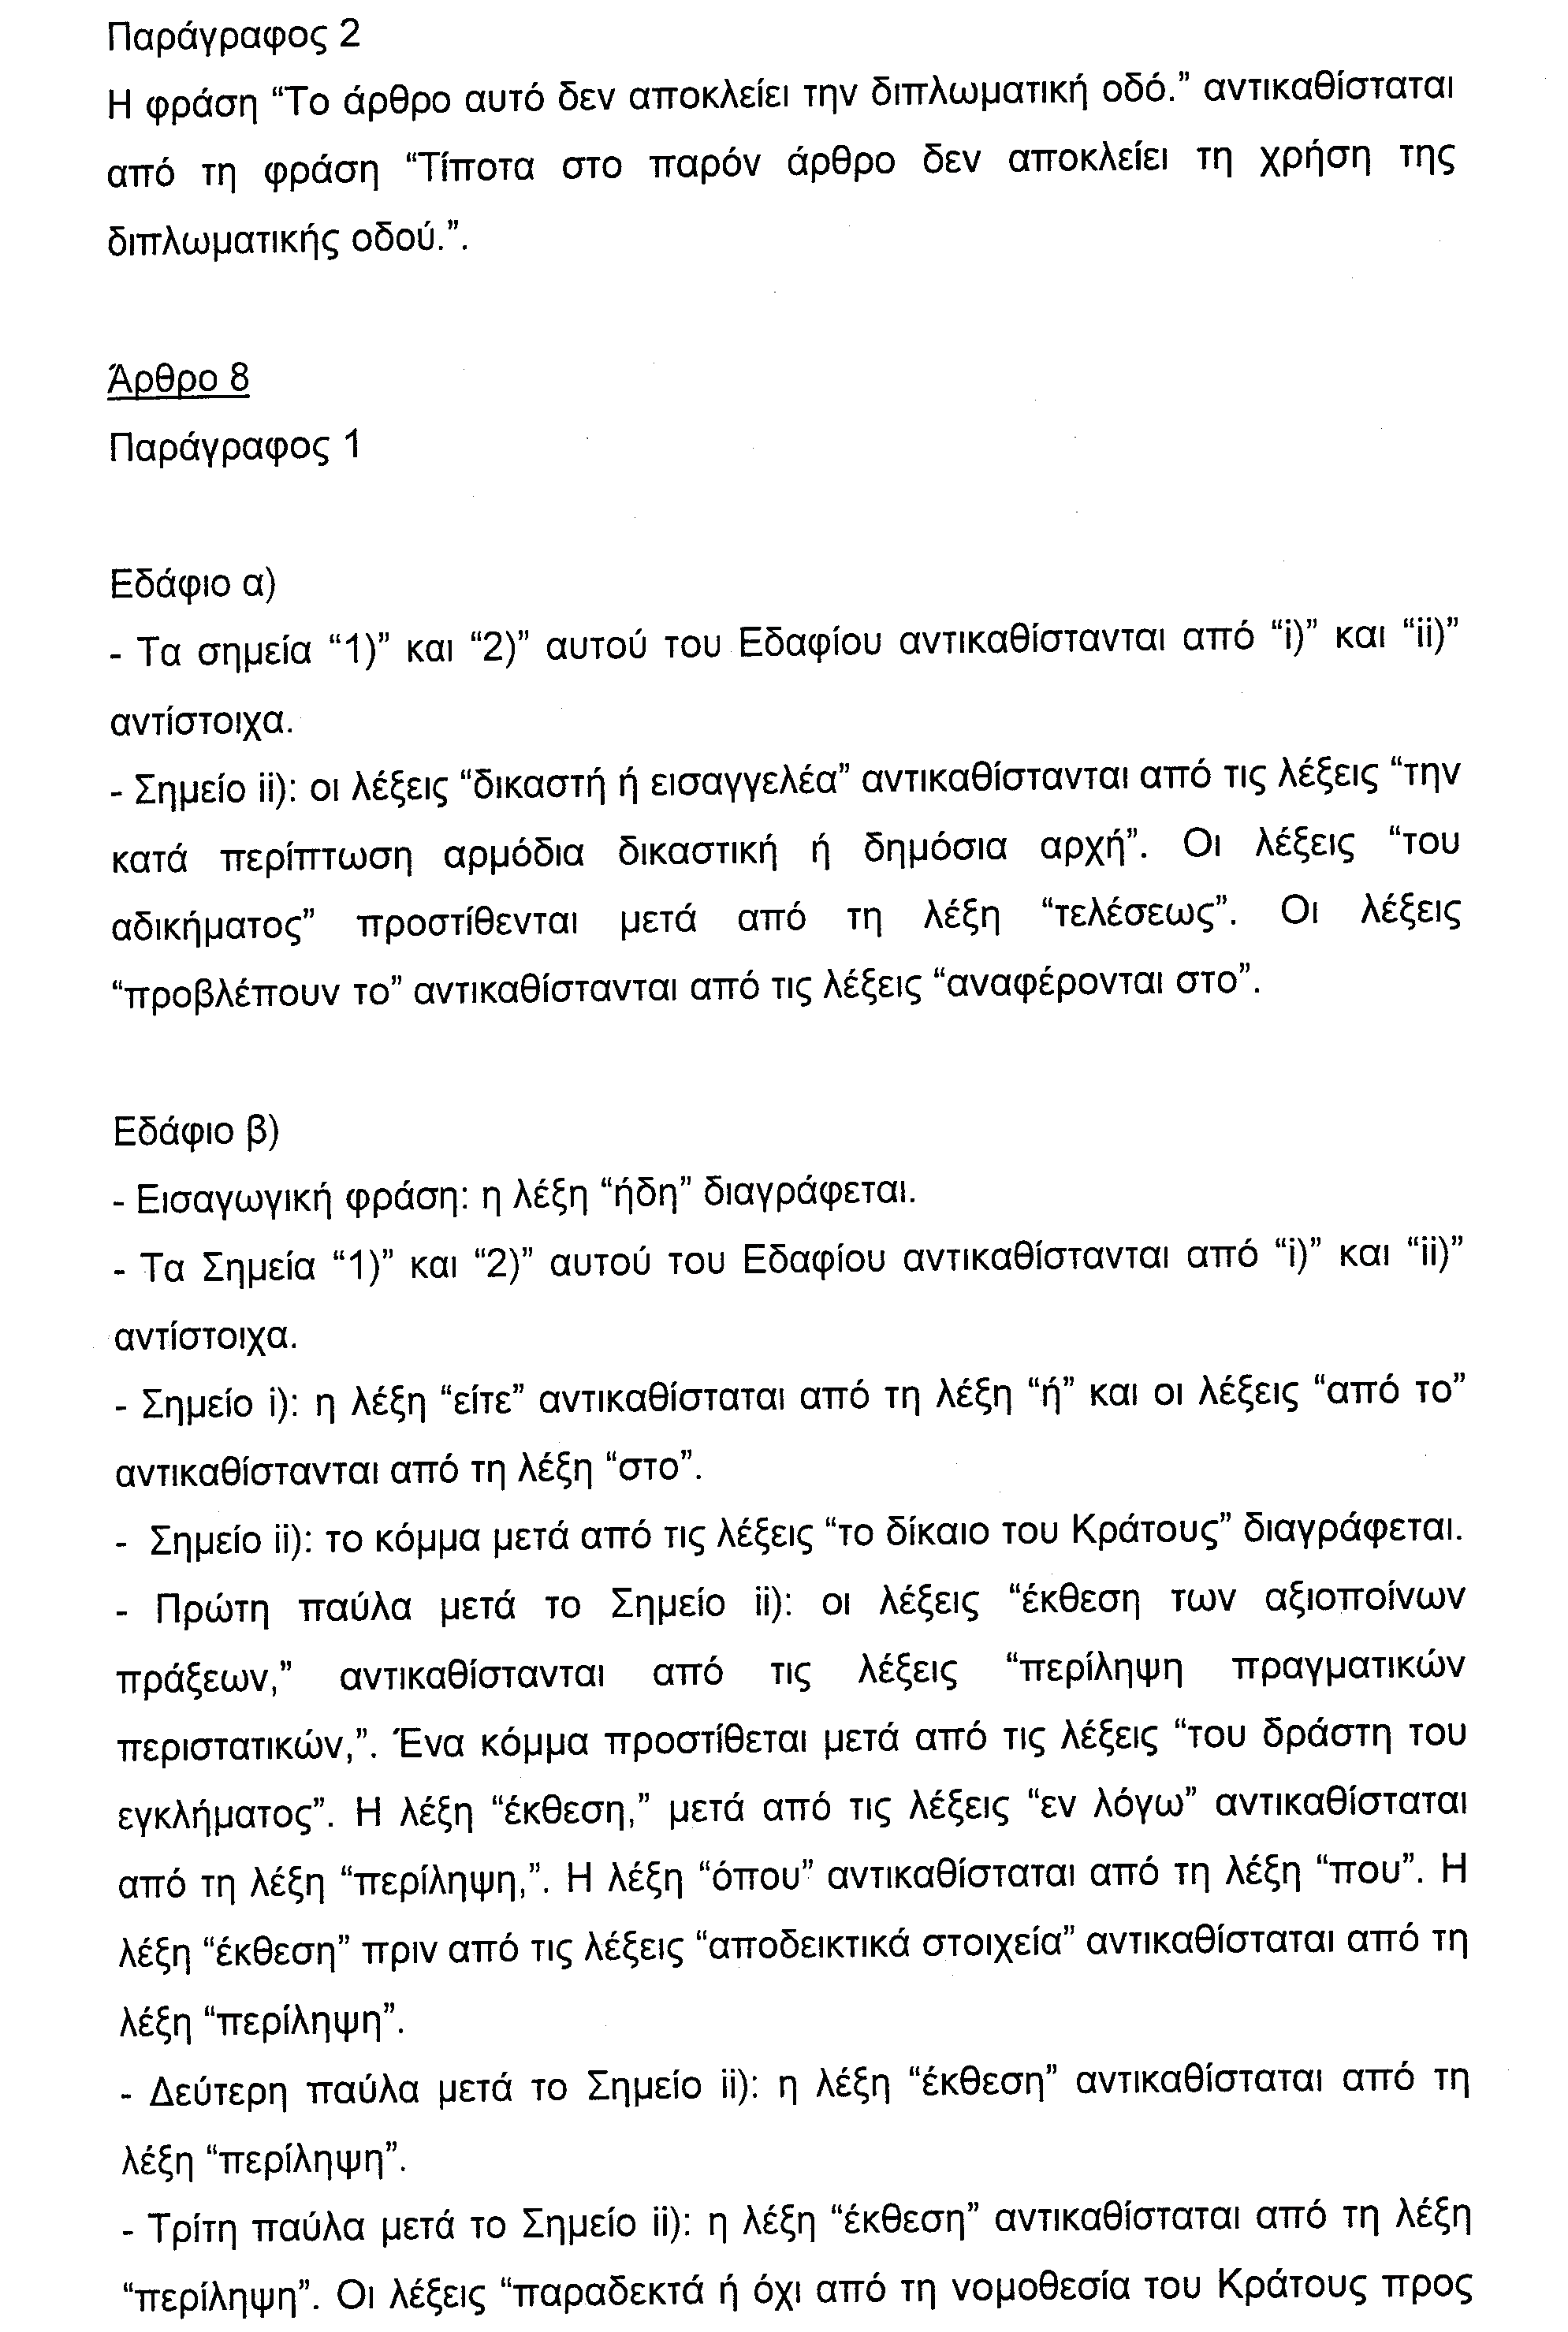 Παράγραφος 2
Η φράση “Το άρθρο αυτό δεν αποκλείει την διπλωματική οδό.” αντικαθίσταται
από τη φράση “Τίποτα στο παρόν άρθρο δεν αποκλείει τη χρήση της
διπλωματικής οδού.”.
Άρθρο 8
Παράγραφος 1
Εδάφιο α)
- Τα σημεία “1)” και “2)” αυτού του Εδαφίου αντικαθίστανται από “i)” και “ii)”
αντίστοιχα.
- Σημείο ii): οι λέξεις “δικαστή ή εισαγγελέα” αντικαθίστανται από τις λέξεις “την
κατά περίπτωση αρμόδια δικαστική ή δημόσια αρχή”. Οι λέξεις “του
αδικήματος” προστίθενται μετά από τη λέξη “τελέσεως”. Οι λέξεις
“προβλέπουν το” αντικαθίστανται από τις λέξεις “αναφέρονται στο”.
Εδάφιο β)
- Εισαγωγική φράση: η λέξη “ήδη” διαγράφεται.
- Τα Σημεία “1)” και “2)” αυτού του Εδαφίου αντικαθίστανται από “i)” και “ii)”
αντίστοιχα.
- Σημείο i): η λέξη “είτε” αντικαθίσταται από τη λέξη “ή” και οι λέξεις “από το”
αντικαθίστανται από τη λέξη “στο”.
- Σημείο ii): το κόμμα μετά από τις λέξεις “το δίκαιο του Κράτους” διαγράφεται.
- Πρώτη παύλα μετά το Σημείο ii): οι λέξεις “έκθεση των αξιοποίνων
πράξεων,” αντικαθίστανται από τις λέξεις “περίληψη πραγματικών
περιστατικών,”. Ένα κόμμα προστίθεται μετά από τις λέξεις “του δράστη του
εγκλήματος”. Η λέξη “έκθεση,” μετά από τις λέξεις “εν λόγω” αντικαθίσταται
από τη λέξη “περίληψη,”. Η λέξη “όπου” αντικαθίσταται από τη λέξη “που”. Η
λέξη “έκθεση” πριν από τις λέξεις “αποδεικτικά στοιχεία” αντικαθίσταται από τη
λέξη “περίληψη”.
- Δεύτερη παύλα μετά το Σημείο ii): η λέξη “έκθεση” αντικαθίσταται από τη
λέξη “περίληψη”.
- Τρίτη παύλα μετά το Σημείο ii): η λέξη “έκθεση” αντικαθίσταται από τη λέξη
“περίληψη”. Οι λέξεις “παραδεκτά ή όχι από τη νομοθεσία του Κράτους προς